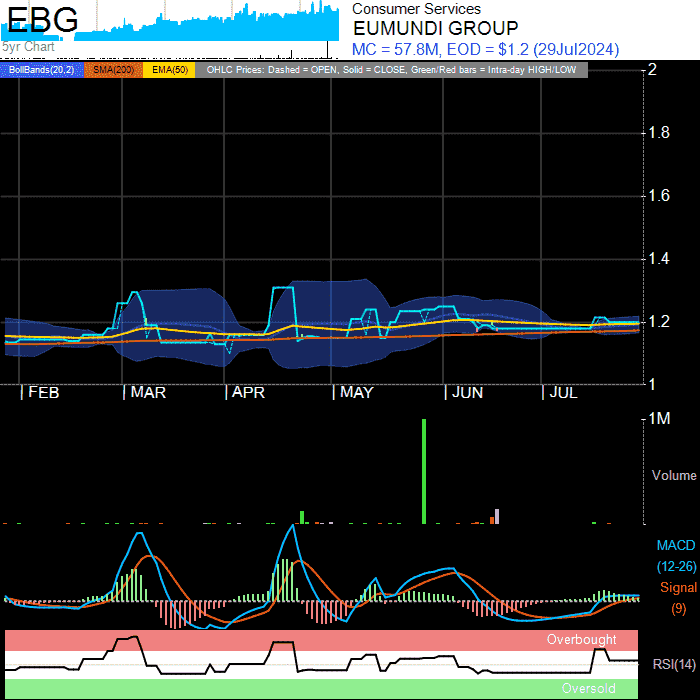 EBG
5yr Chart
Consumer Services
EUMUNDI GROUP
MC = 57.8M, EOD = $1.2 (29Jul2024)
BollBands(20,2) SMA(200) EMA(50) OHLC Prices: Dashed = OPEN, Solid = CLOSE, Green/Red bars = Intra-day HIGH/LOW
2
1.8
1.6
1.4
1.2
1
FEB MAR APR MAY JUN JUL
1M
Volume
MACD
(12-26)
Signal
(9)
Overbought
RSI(14)
Oversold